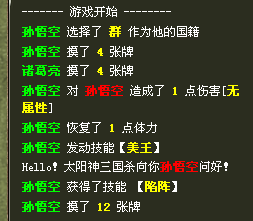 ------- 游戏开始 --------
孙悟空 选择了 群 作为他的国籍
孙悟空 摸了 4 张牌
诸葛亮 摸了 4 张牌
孙悟空 对 孙悟空 造成了 1 点伤害[无
属性]
孙悟空 恢复了 1 点体力
孙悟空 发动技能【美王】
Hello! 太阳神三国杀向你孙悟空问好!
孙悟空 获得了技能 【陷阵】
孙悟空 摸了 12 张牌